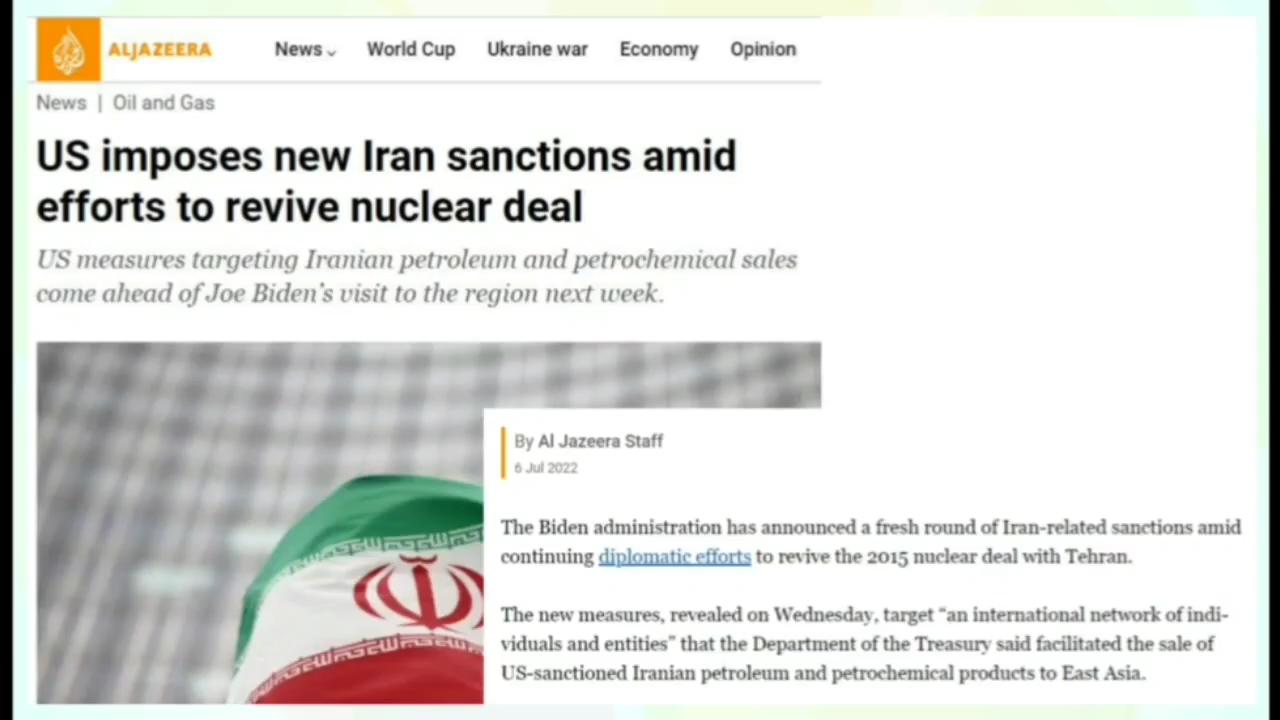 ALJAZEERA
News World Cup Ukraine war Economy Opinion
News | Oil and Gas
US imposes new Iran sanctions amid
efforts to revive nuclear deal
US measures targeting Iranian petroleum and petrochemical sales
come ahead of Joe Biden's visit to the region next week.
By Al Jazeera Staff
6 Jul 2022
The Biden administration has announced a fresh round of Iran-related sanctions amid
continuing diplomatic efforts to revive the 2015 nuclear deal with Tehran.
The new measures, revealed on Wednesday, target “an international network of indi-
viduals and entities” that the Department of the Treasury said facilitated the sale of
US-sanctioned Iranian petroleum and petrochemical products to East Asia.